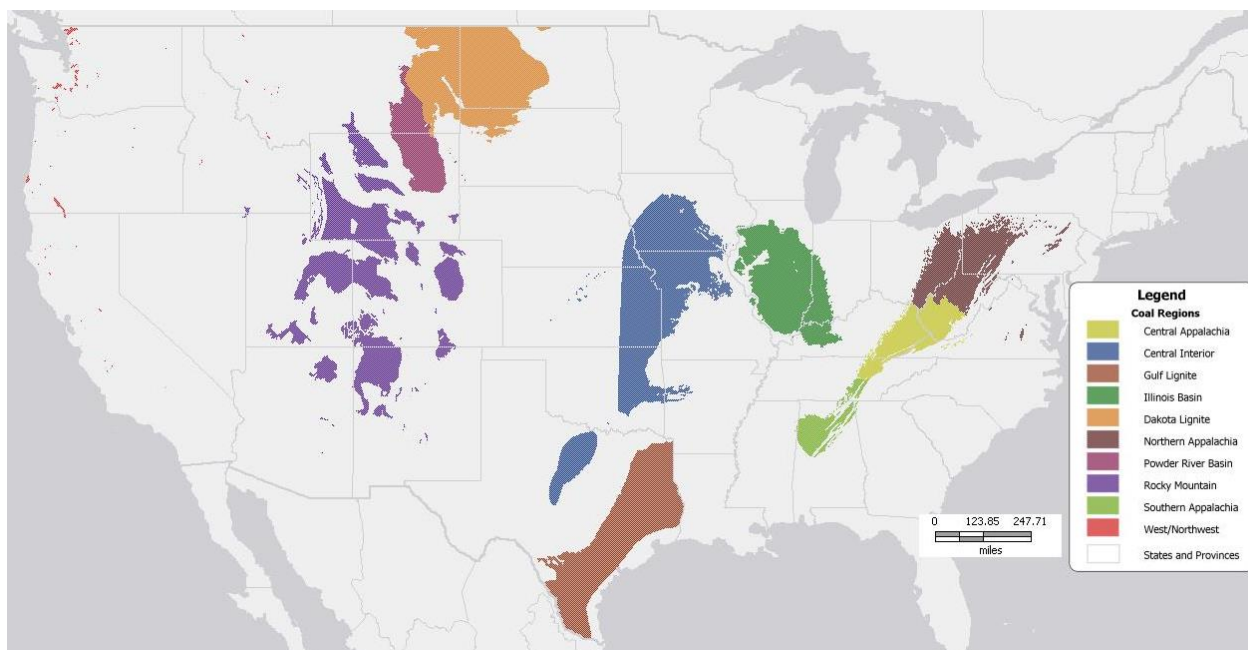 Legend
Coal Regions
Central Appalachia
Central Interior
Gulf Lignite
Illinois Basin
Dakota Lignite
Northern Appalachia
Powder River Basin
Rocky Mountain
Southern Appalachia
West/Northwest
States and Provinces
0 123.85 247.71
miles